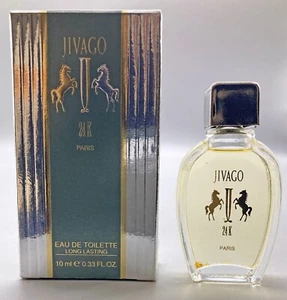 JIVAGO
24K
PARIS
EAU DE TOILETTE
LONG LASTING
10 ml ℮ 0.33 FL. OZ
JIVAGO
24K
PARIS